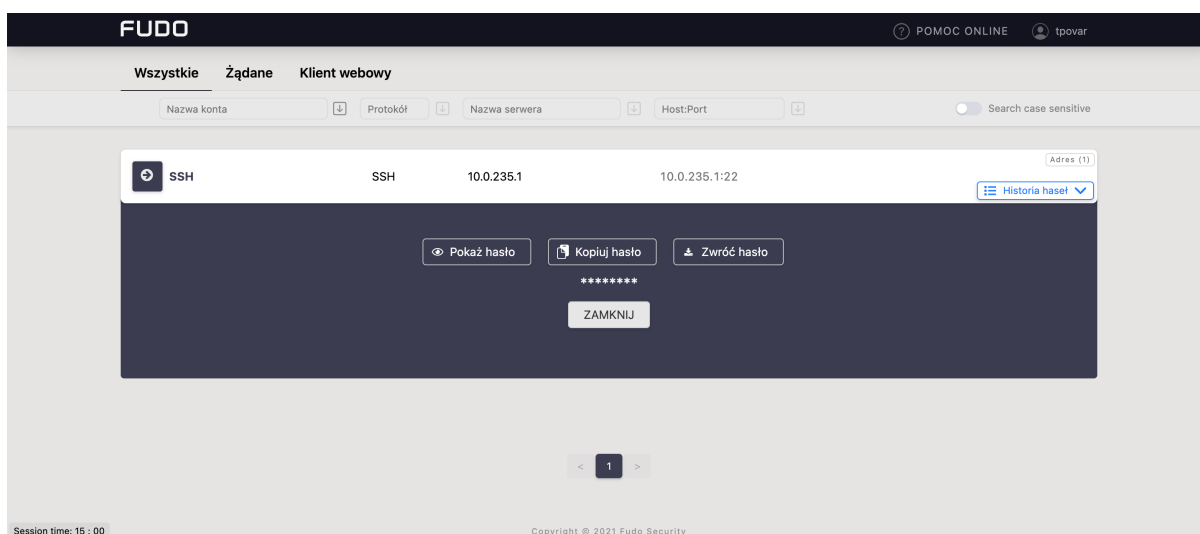 FUDO
POMOC ONLINE tpovar
Wszystkie Żądane Klient webowy
Nazwa konta Protokół Nazwa serwera Host:Port Search case sensitive
Adres (1)
SSH SSH 10.0.235.1 10.0.235.1:22
Historia haseł
Pokaż hasło Kopiuj hasło Zwróć hasło
********
ZAMKNIJ
< 1 >
Session time: 15 : 00 Copyright © 2021 Fudo Security